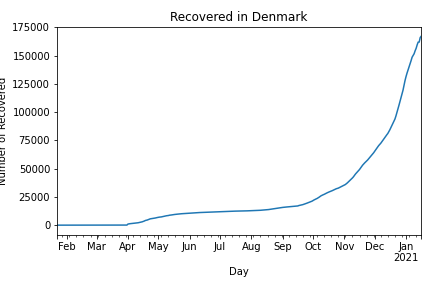 Recovered in Denmark
175000
150000
125000
100000
75000
50000
25000
0
Number of Recovered
Feb Mar Apr May Jun Jul Aug Sep Oct Nov Dec Jan
2021
Day